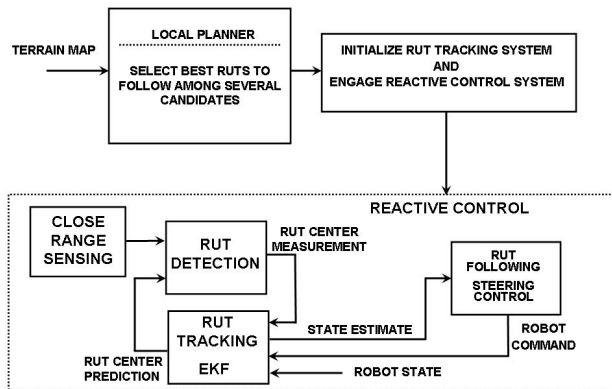 TERRAIN MAP
LOCAL PLANNER
SELECT BEST RUTS TO
FOLLOW AMONG SEVERAL
CANDIDATES
INITIALIZE RUT TRACKING SYSTEM
AND
ENGAGE REACTIVE CONTROL SYSTEM
REACTIVE CONTROL
CLOSE
RANGE
SENSING
RUT
DETECTION
RUT CENTER
MEASUREMENT
RUT
FOLLOWING
STEERING
CONTROL
RUT
TRACKING
EKF
STATE ESTIMATE
ROBOT
COMMAND
RUT CENTER
PREDICTION
ROBOT STATE